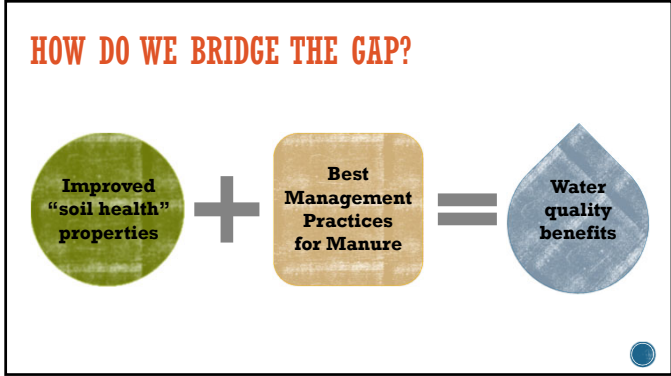 HOW DO WE BRIDGE THE GAP?
Improved
“soil health”
properties
+
Best
Management
Practices
for Manure
=
Water
quality
benefits